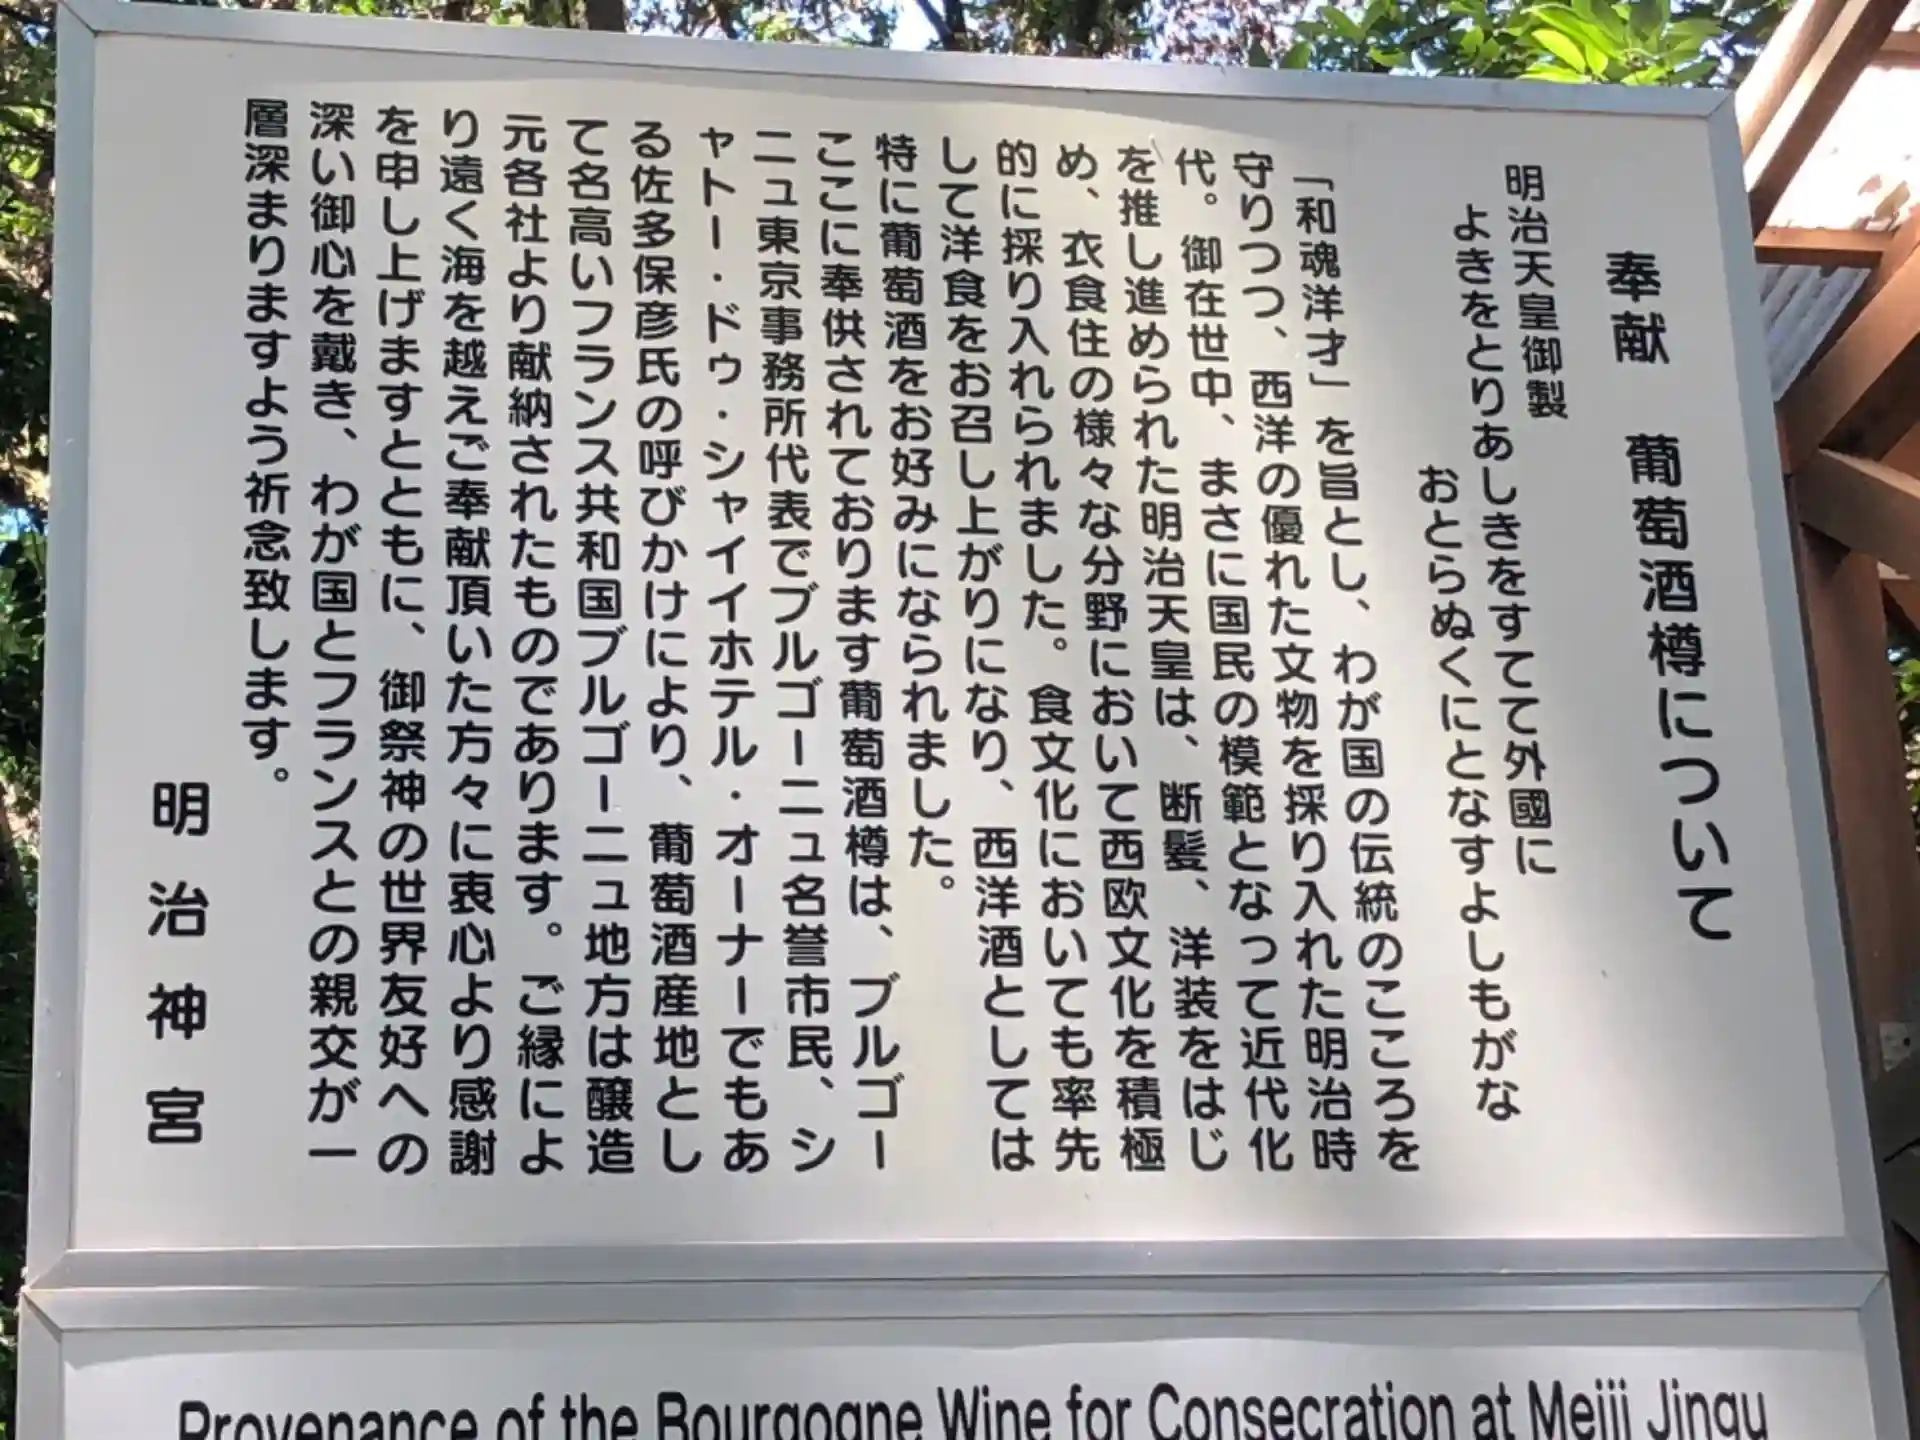 奉献　葡萄酒樽について
明治天皇御製
よきをとりあしきをすてて外國に
おとらぬくにとなすよしもがな
「和魂洋才」を旨とし、わが国の伝統のこころを
守りつつ、西洋の優れた文物を採り入れた明治時
代。御在世中、まさに国民の模範となって近代化
を推し進められた明治天皇は、断髪、洋装をはじ
め、衣食住の様々な分野において西欧文化を積極
的に採り入れられました。食文化においても率先
して洋食をお召し上がりになり、西洋酒としては
特に葡萄酒をお好みになられました。
ここに奉供されております葡萄酒樽は、ブルゴー
ニュ東京事務所代表でブルゴーニュ名誉市民、シ
ャトー・ドゥ・シャイイホテル・オーナーでもあ
る佐多保彦氏の呼びかけにより、葡萄酒産地とし
て名高いフランス共和国ブルゴーニュ地方は醸造
元各社より献納されたものであります。ご縁によ
り遠く海を越えご奉献頂いた方々に衷心より感謝
を申し上げますとともに、御祭神の世界友好への
深い御心を戴き、わが国とフランスとの親交が一
層深まりますよう祈念致します。
明治神宮
Provenance of the Bourgogne Wine for Consecration at Meiji Jingu